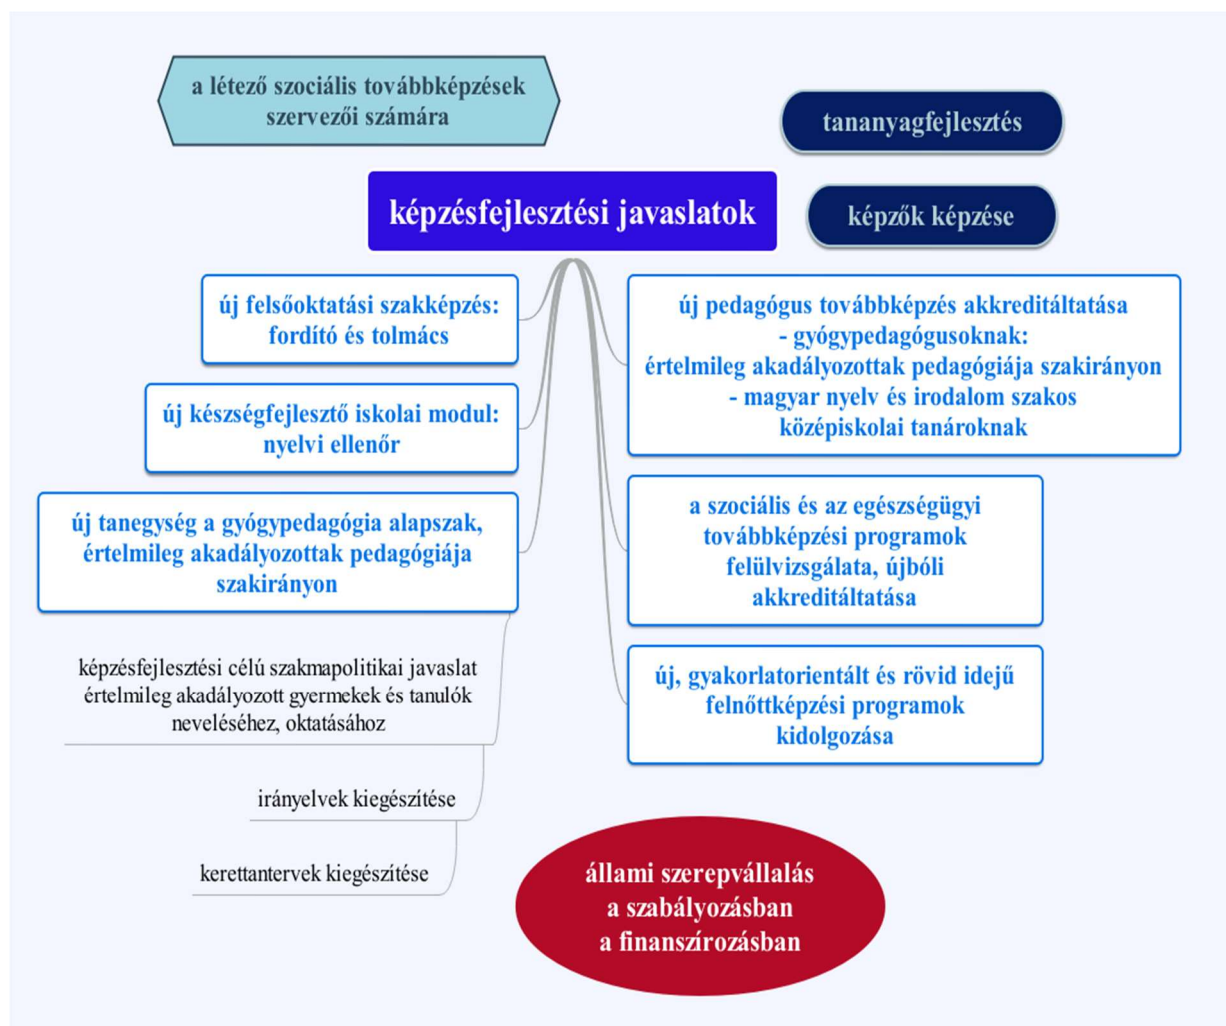 a létező szociális továbbképzések
szervezői számára
tananyagfejlesztés
képzésfejlesztési javaslatok
képzők képzése
új felsőoktatási szakképzés:
fordító és tolmács
új készségfejlesztő iskolai modul:
nyelvi ellenőr
új tanegység a gyógypedagógia alapszak,
értelmileg akadályozottak pedagógiája
szakirányon
képzésfejlesztési célú szakmapolitikai javaslat
értelmileg akadályozott gyermekek és tanulók
neveléséhez, oktatásához
irányelvek kiegészítése
kerettantervek kiegészítése
új pedagógus továbbképzés akkreditáltatása
- gyógypedagógusoknak:
értelmileg akadályozottak pedagógiája szakirányon
- magyar nyelv és irodalom szakos
középiskolai tanároknak
a szociális és az egészségügyi
továbbképzési programok
felülvizsgálata, újbóli
akkreditáltatása
új, gyakorlatorientált és rövid idejű
felnőttképzési programok
kidolgozása
állami szerepvállalás
a szabályozásban
a finanszírozásban